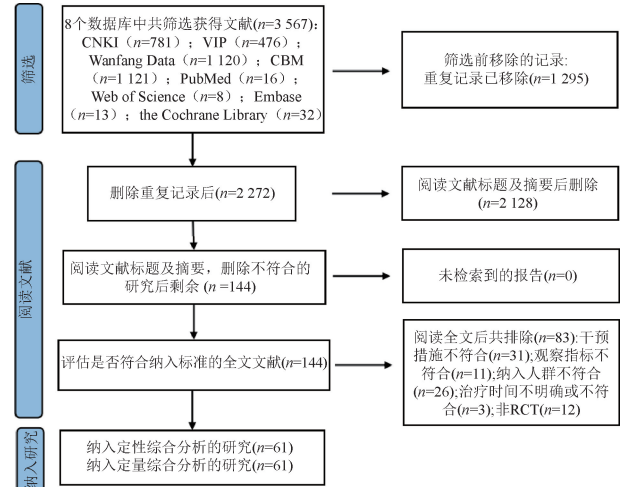 筛选
8个数据库中共筛选获得文献(n=3 567)：
CNKI（n=781）；VIP（n=476）；
Wanfang Data（n=1 120）；CBM
（n=1 121）；PubMed（n=16）；
Web of Science（n=8）；Embase
（n=13）；the Cochrane Library（n=32）
筛选前移除的记录:
重复记录已移除(n=1 295)
阅读文献
删除重复记录后(n=2 272)
阅读文献标题及摘要后删除
(n=2 128)
阅读文献标题及摘要，删除不符合的
研究后剩余 (n =144)
未检索到的报告(n=0)
评估是否符合纳入标准的全文文献(n=144)
阅读全文后共排除(n=83):干预
措施不符合(n=31);观察指标不
符合(n=11);纳入人群不符合
(n=26);治疗时间不明确或不符
合(n=3);非RCT(n=12)
纳入研究
纳入定性综合分析的研究(n=61)
纳入定量综合分析的研究(n=61)